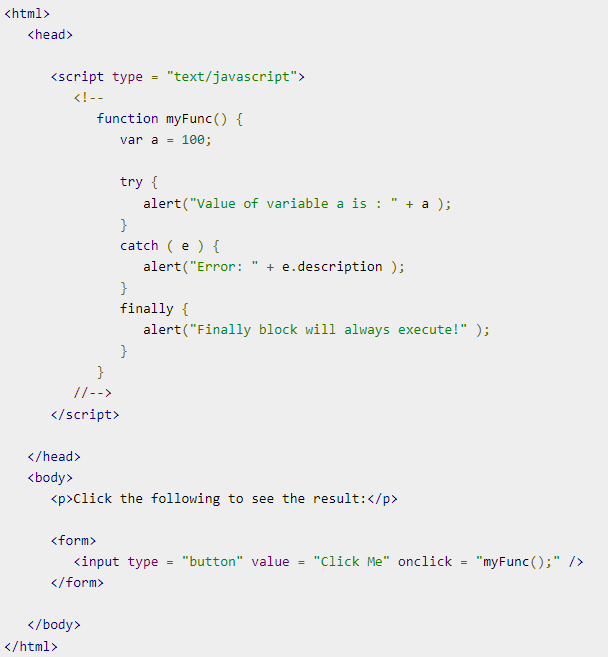 <html>
<head>
<script type = "text/javascript">
<!--
function myFunc() {
var a = 100;
try {
alert("Value of variable a is : " + a );
}
catch ( e ) {
alert("Error: " + e.description );
}
finally {
alert("Finally block will always execute!" );
}
}
//-->
</script>
</head>
<body>
<p>Click the following to see the result:</p>
<form>
<input type = "button" value = "Click Me" onclick = "myFunc();" />
</form>
</body>
</html>